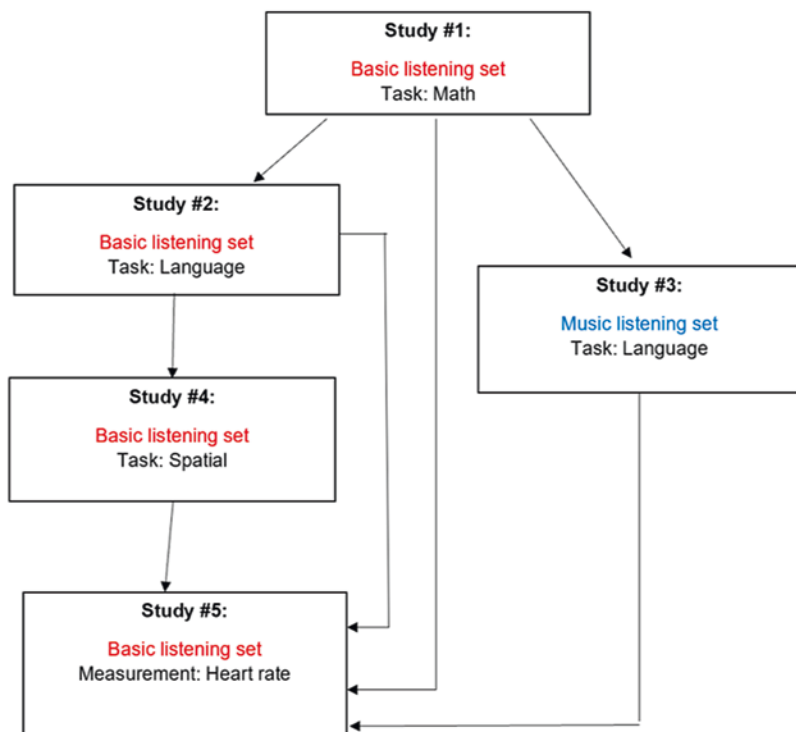 Study #1:
Basic listening set
Task: Math
Study #2:
Basic listening set
Task: Language
Study #3:
Music listening set
Task: Language
Study #4:
Basic listening set
Task: Spatial
Study #5:
Basic listening set
Measurement: Heart rate